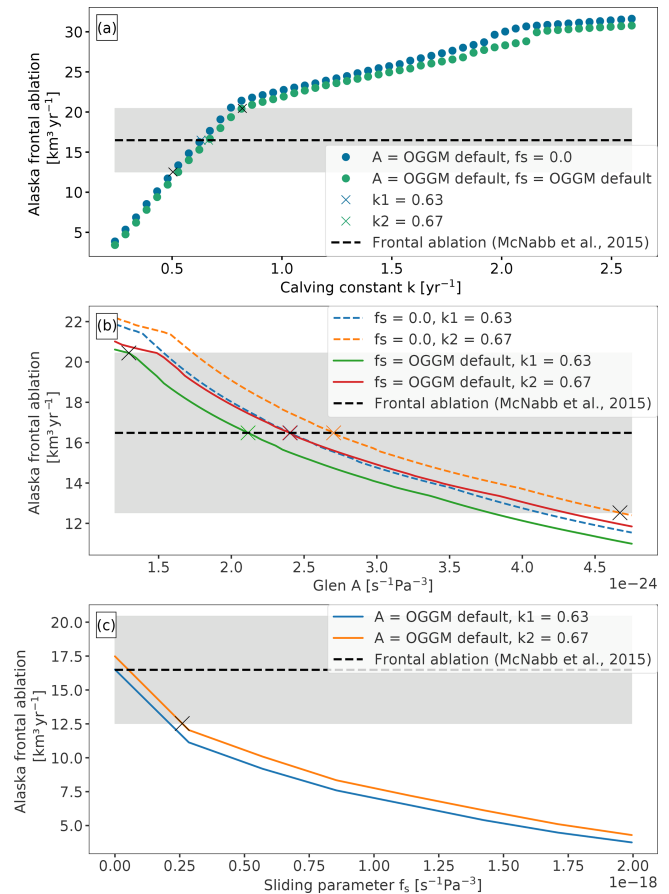 (a)
Alaska frontal ablation
[km³ yr⁻¹]
30
25
20
15
10
5
A = OGGM default, fs = 0.0
A = OGGM default, fs = OGGM default
k1 = 0.63
k2 = 0.67
Frontal ablation (McNabb et al., 2015)
0.5 1.0 1.5 2.0 2.5
Calving constant k [yr⁻¹]
(b)
Alaska frontal ablation
[km³ yr⁻¹]
22
20
18
16
14
12
fs = 0.0, k1 = 0.63
fs = 0.0, k2 = 0.67
fs = OGGM default, k1 = 0.63
fs = OGGM default, k2 = 0.67
Frontal ablation (McNabb et al., 2015)
1.5 2.0 2.5 3.0 3.5 4.0 4.5
1e−24
Glen A [s⁻¹Pa⁻³]
(c)
Alaska frontal ablation
[km³ yr⁻¹]
20.0
17.5
15.0
12.5
10.0
7.5
5.0
A = OGGM default, k1 = 0.63
A = OGGM default, k2 = 0.67
Frontal ablation (McNabb et al., 2015)
0.00 0.25 0.50 0.75 1.00 1.25 1.50 1.75 2.00
1e−18
Sliding parameter fₛ [s⁻¹Pa⁻³]